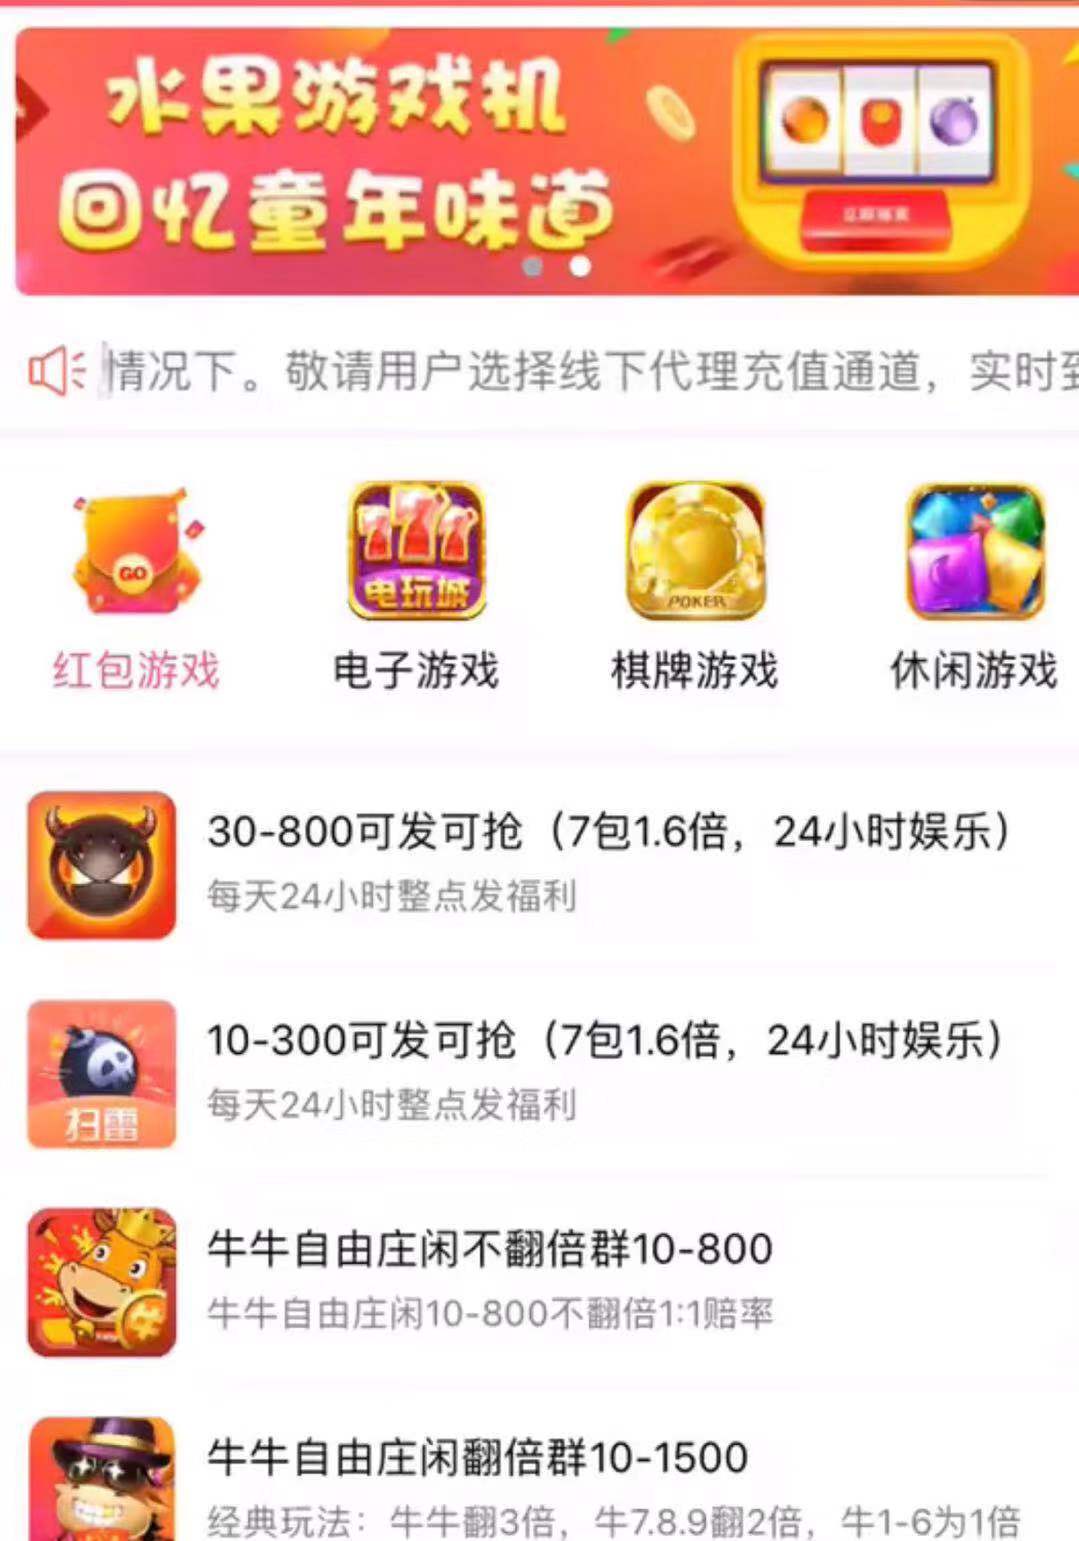 水果游戏机
回忆童年味道
情况下。敬请用户选择线下代理充值通道，实时到
GO
777
电玩城
POKER
红包游戏
电子游戏
棋牌游戏
休闲游戏
30-800可发可抢（7包1.6倍，24小时娱乐）
每天24小时整点发福利
10-300可发可抢（7包1.6倍，24小时娱乐）
每天24小时整点发福利
扫雷
牛牛自由庄闲不翻倍群10-800
牛牛自由庄闲10-800不翻倍1:1赔率
牛
牛牛自由庄闲翻倍群10-1500
经典玩法：牛牛翻3倍，牛7.8.9翻2倍，牛1-6为1倍